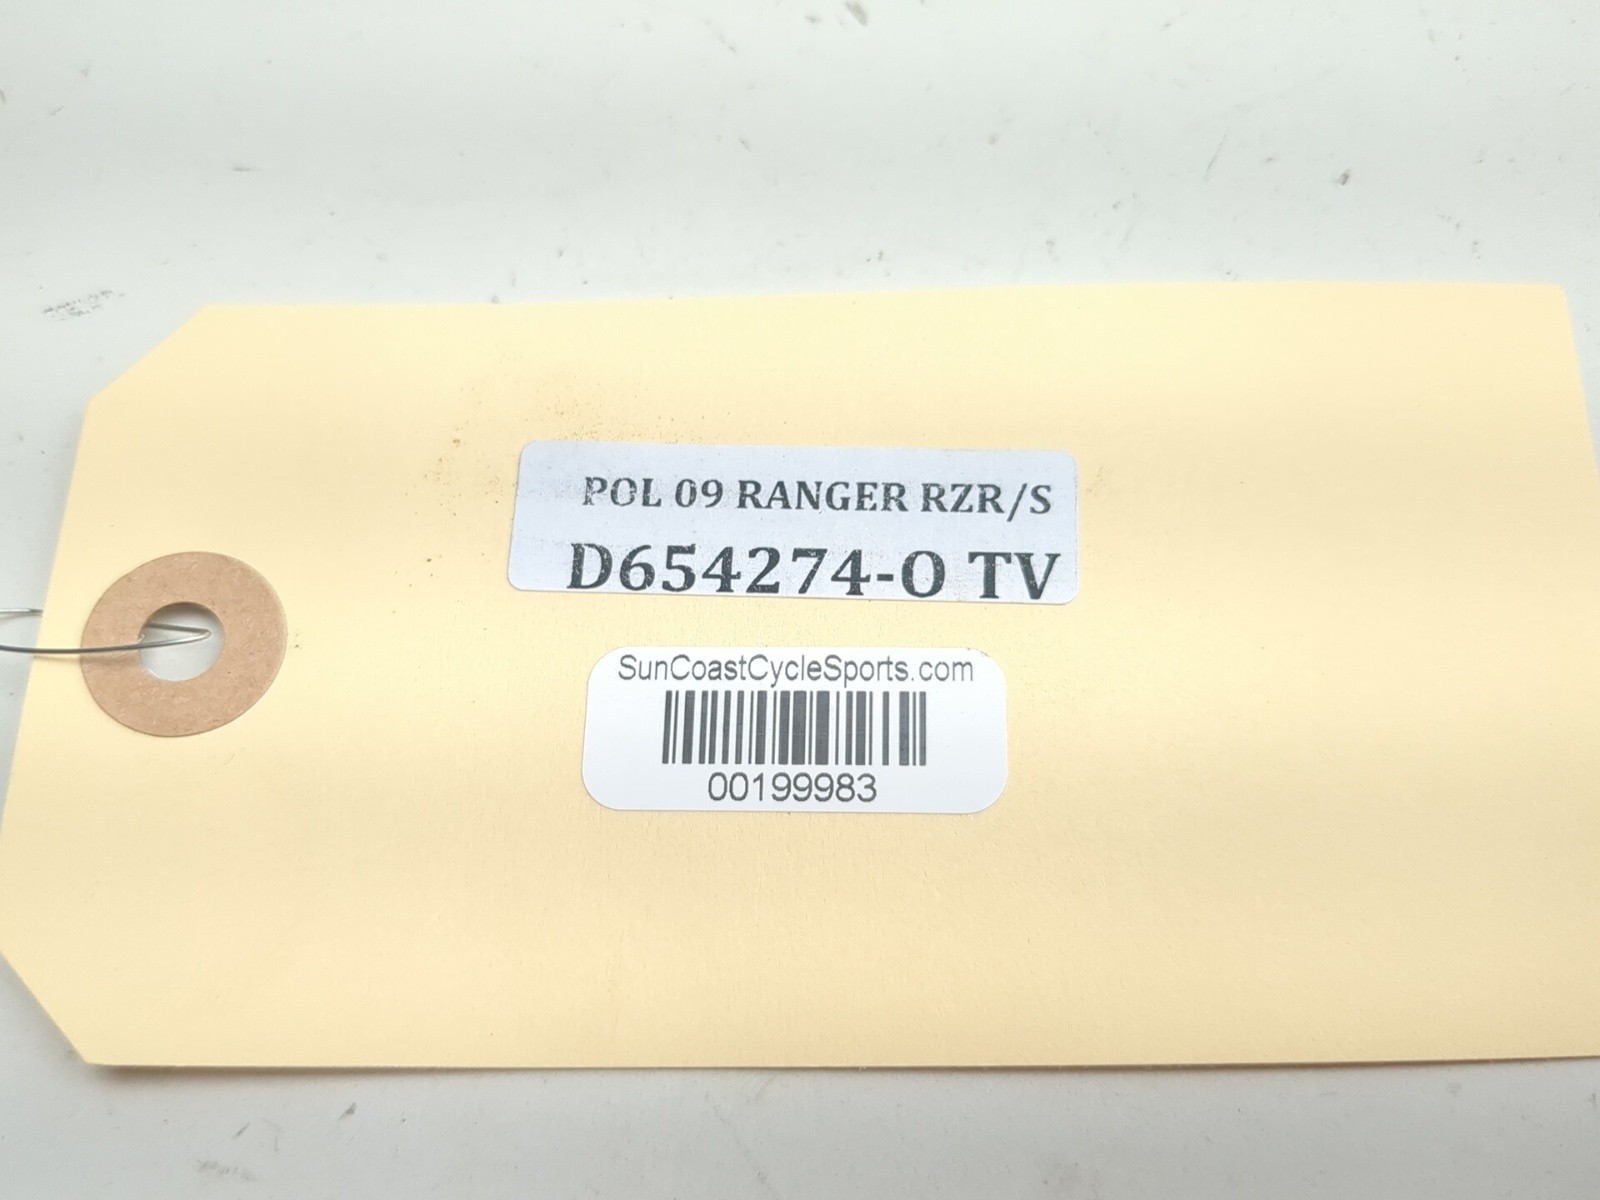 POL 09 RANGER RZR/S
D654274-O TV
SunCoastCycleSports.com
00199983